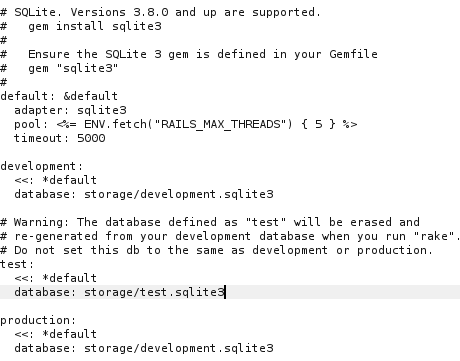 # SQLite. Versions 3.8.0 and up are supported.
#   gem install sqlite3
#
#   Ensure the SQLite 3 gem is defined in your Gemfile
#   gem "sqlite3"
#
default: &default
  adapter: sqlite3
  pool: <%= ENV.fetch("RAILS_MAX_THREADS") { 5 } %>
  timeout: 5000

development:
  <<: *default
  database: storage/development.sqlite3

# Warning: The database defined as "test" will be erased and
# re-generated from your development database when you run "rake".
# Do not set this db to the same as development or production.
test:
  <<: *default
  database: storage/test.sqlite3

production:
  <<: *default
  database: storage/development.sqlite3